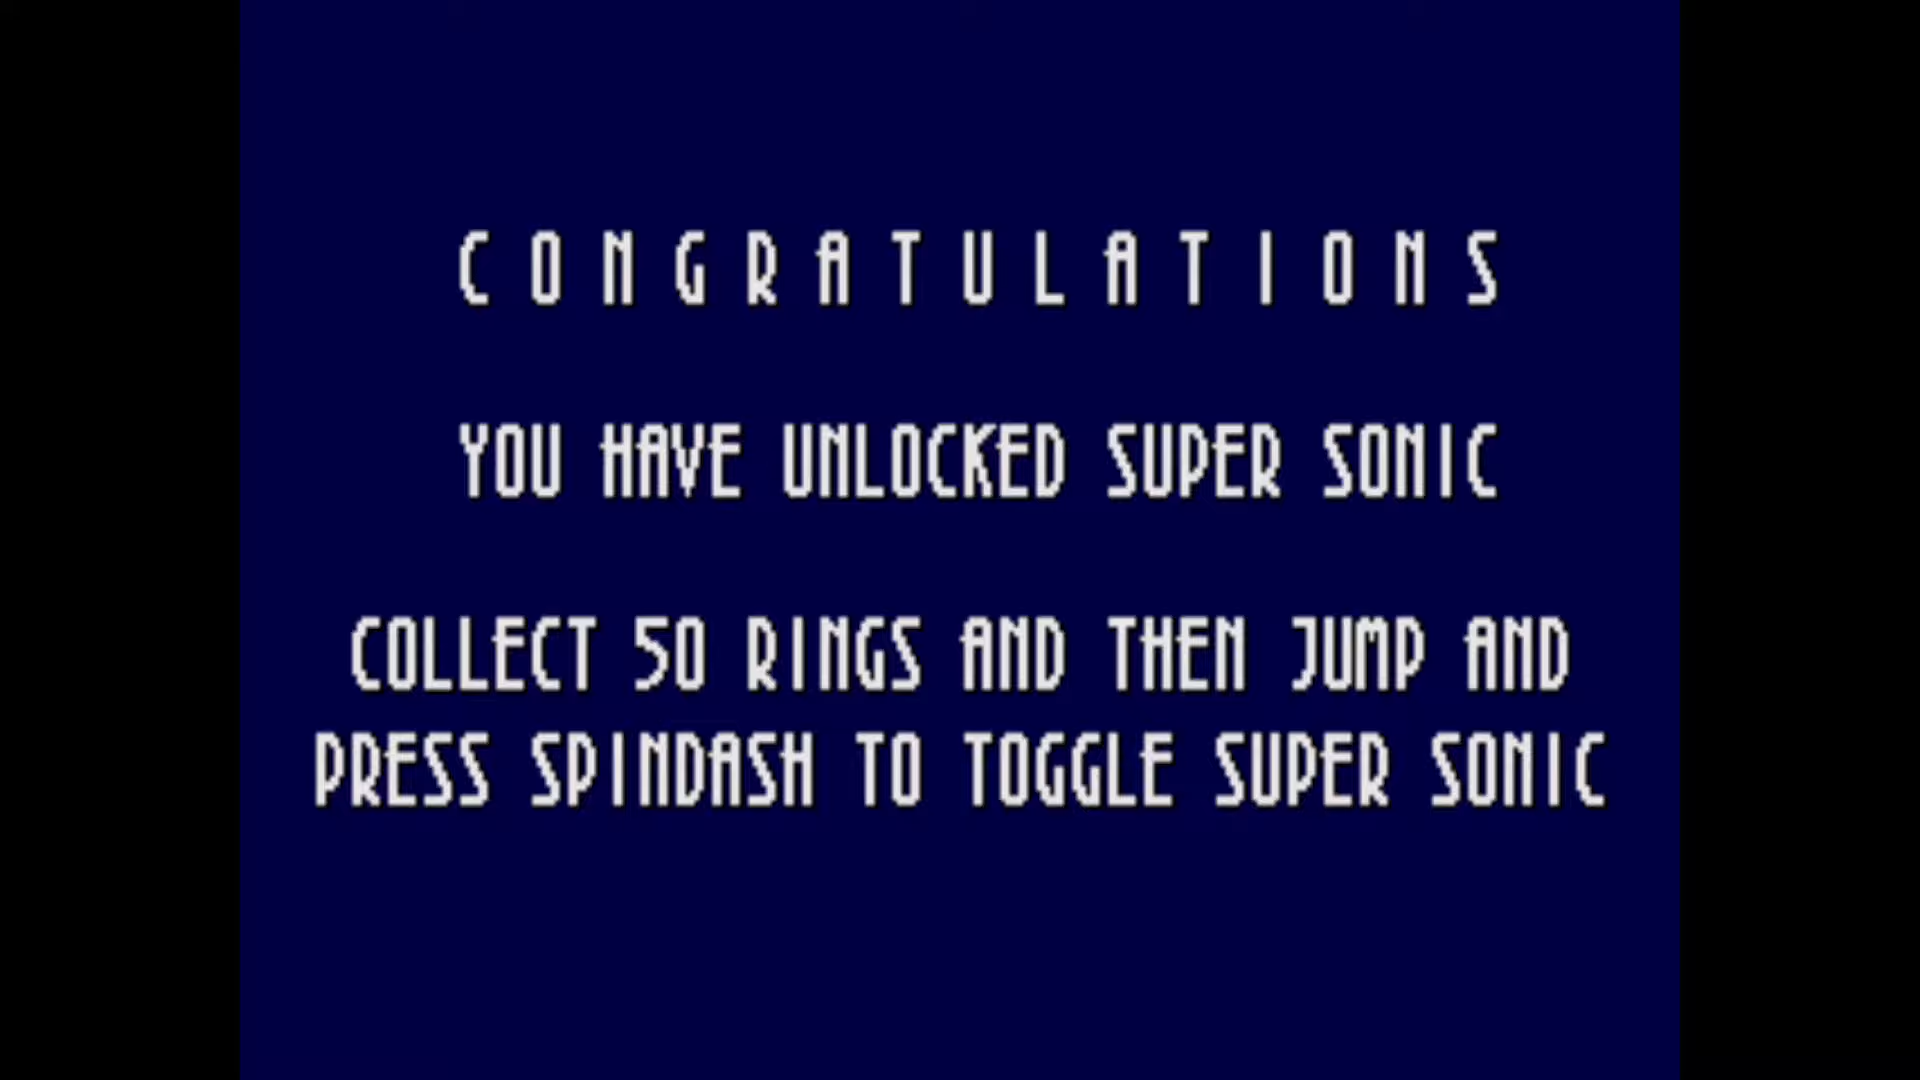 CONGRATULATIONS
YOU HAVE UNLOCKED SUPER SONIC
COLLECT 50 RINGS AND THEN JUMP AND
PRESS SPINDASH TO TOGGLE SUPER SONIC